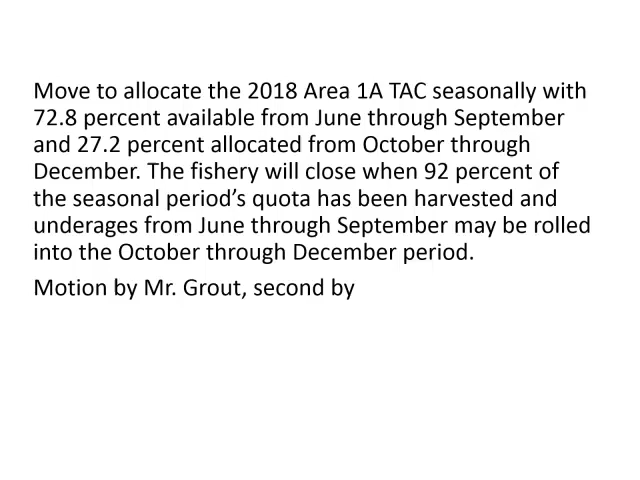 Move to allocate the 2018 Area 1A TAC seasonally with
72.8 percent available from June through September
and 27.2 percent allocated from October through
December. The fishery will close when 92 percent of
the seasonal period’s quota has been harvested and
underages from June through September may be rolled
into the October through December period.
Motion by Mr. Grout, second by